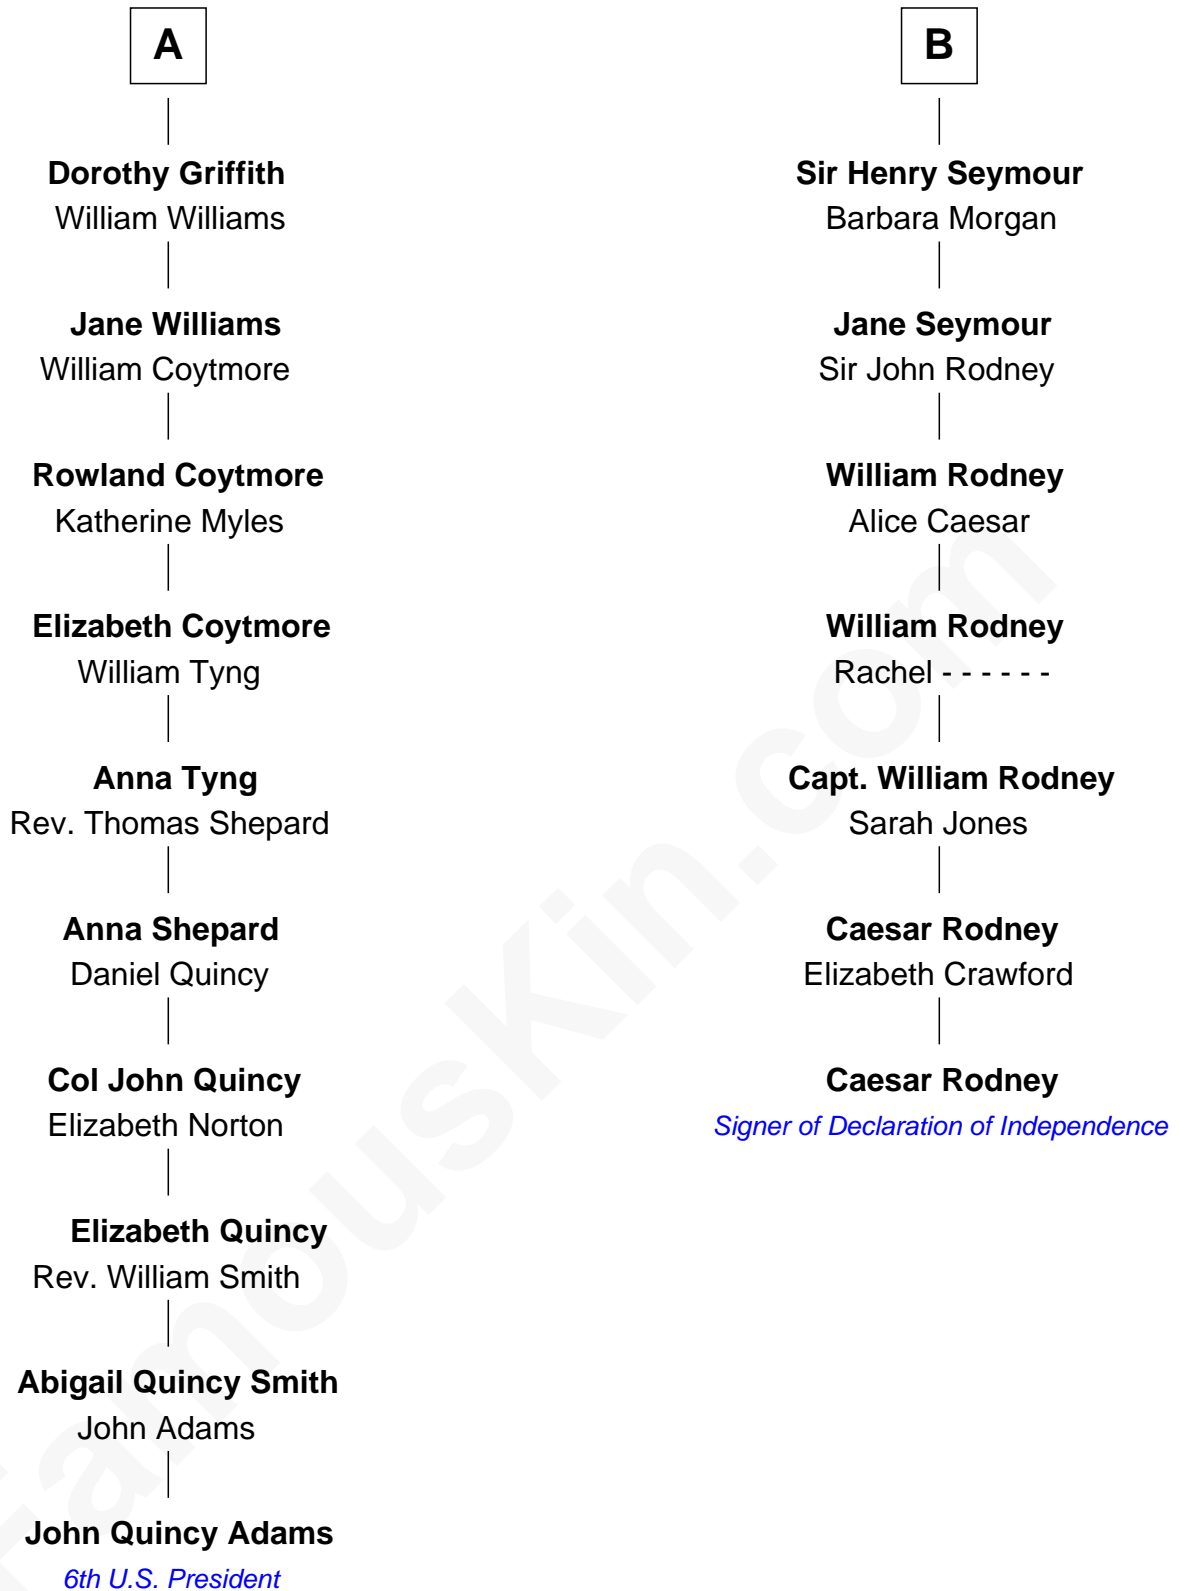 A
Dorothy Griffith
William Williams
Jane Williams
William Coytmore
Rowland Coytmore
Katherine Myles
Elizabeth Coytmore
William Tyng
Anna Tyng
Rev. Thomas Shepard
Anna Shepard
Daniel Quincy
Col John Quincy
Elizabeth Norton
Elizabeth Quincy
Rev. William Smith
Abigail Quincy Smith
John Adams
John Quincy Adams
6th U.S. President
B
Sir Henry Seymour
Barbara Morgan
Jane Seymour
Sir John Rodney
William Rodney
Alice Caesar
William Rodney
Rachel - - - - - -
Capt. William Rodney
Sarah Jones
Caesar Rodney
Elizabeth Crawford
Caesar Rodney
Signer of Declaration of Independence
FamousKin.com